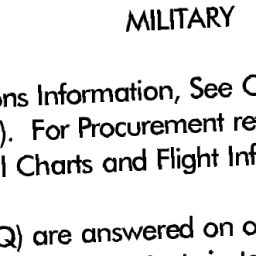 MILITARY
ons Information, See
). For Procurement re
l Charts and Flight Inf
Q) are answered on o